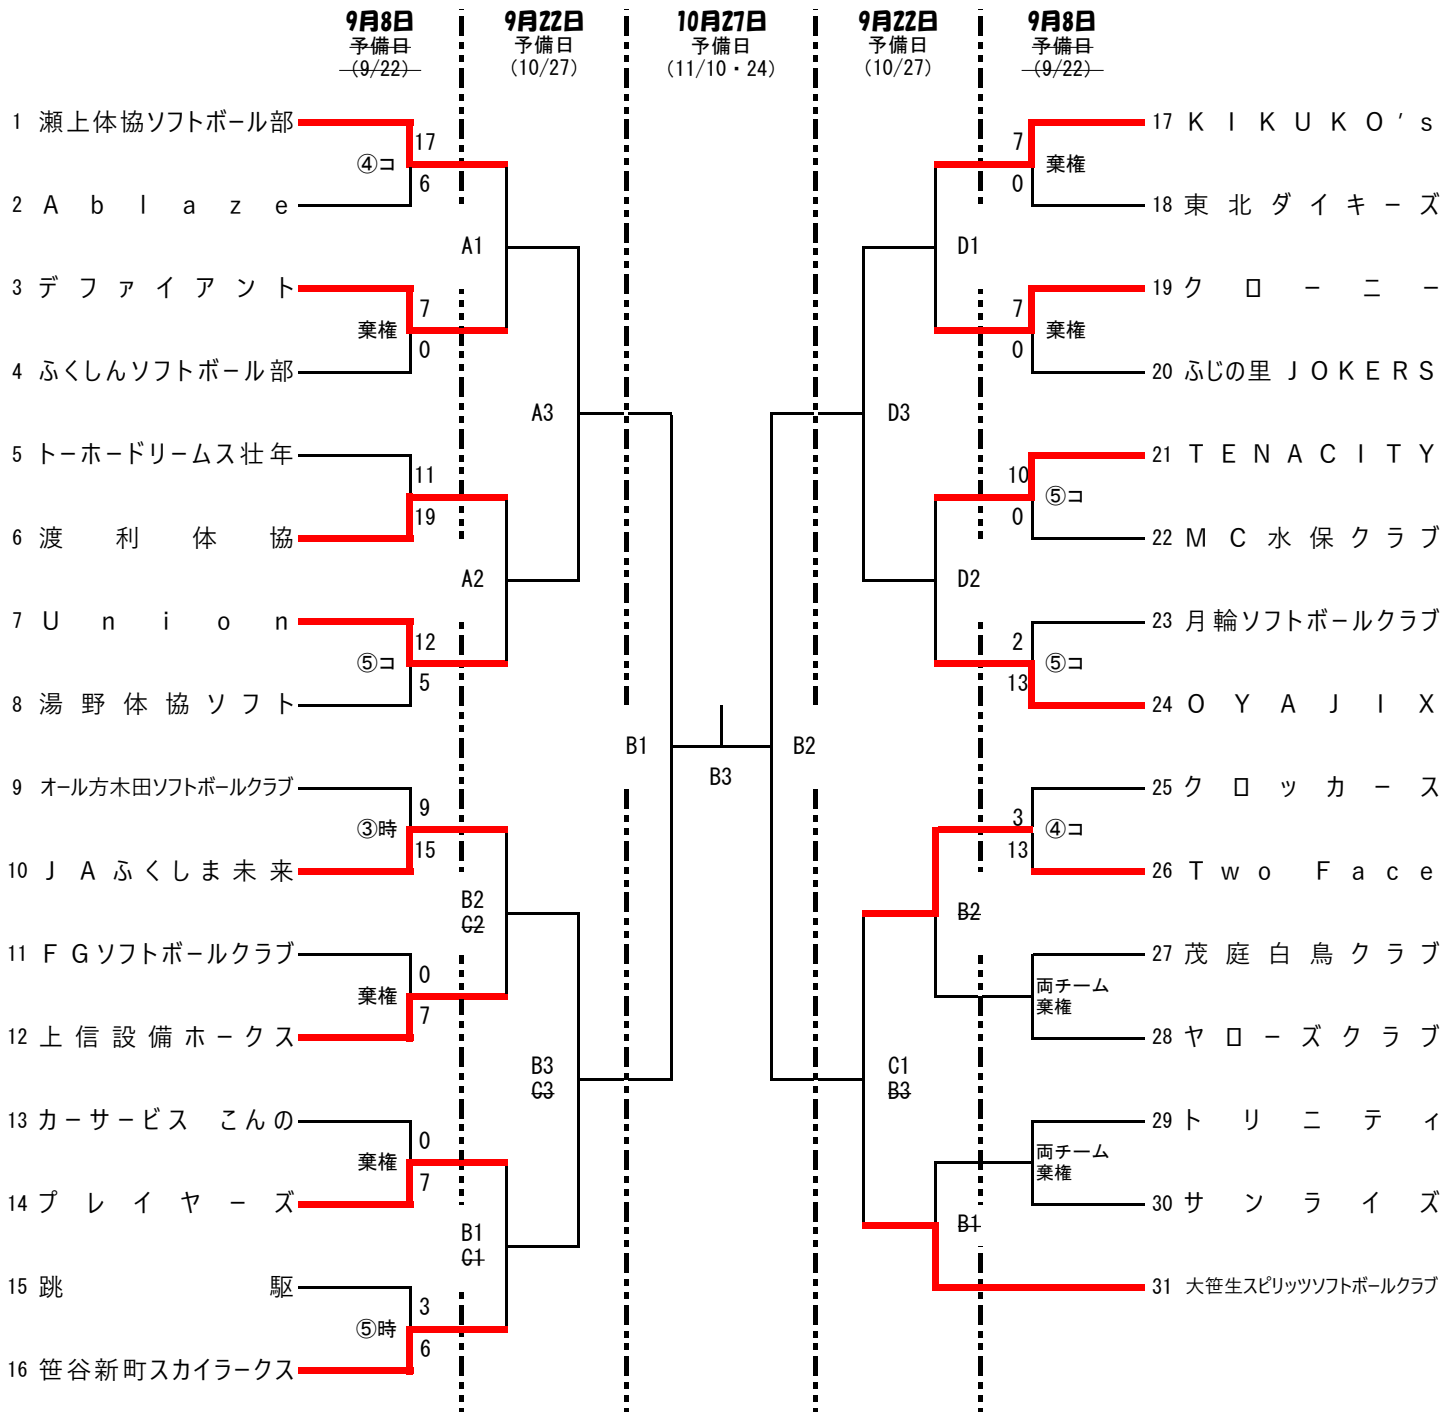 9月8日 9月22日 10月27日 9月22日 9月8日
予備日 予備日 予備日 予備日 予備日
(9/22) (10/27) (11/10・24) (10/27) (9/22)
1 瀬上体協ソフトボール部
17
④コ
6
2 Ablaze
A1
3 デファイアント
7
棄権
0
4 ふくしんソフトボール部
A3
5 トーホードリームス壮年
11
19
6 渡利体協
A2
7 Union
12
⑤コ
5
8 湯野体協ソフト
B1
9 オール方木田ソフトボールクラブ
9
③時
15
10 JAふくしま未来
B2
C2
11 FGソフトボールクラブ
0
棄権
7
12 上信設備ホークス
B3
C3
13 カーサービス こんの
0
棄権
7
14 プレイヤーズ
B1
C1
15 跳駆
3
⑤時
6
16 笹谷新町スカイラークス
B3
17 KIKUKO's
7
棄権
0
18 東北ダイキーズ
D1
19 クローニー
7
棄権
0
20 ふじの里 JOKERS
D3
21 TENACITY
10
⑤コ
0
22 MC水保クラブ
D2
23 月輪ソフトボールクラブ
2
⑤コ
13
24 OYAJIX
B2
25 クロッカース
3
④コ
13
26 Two Face
B2
27 茂庭白鳥クラブ
両チーム
棄権
28 ヤローズクラブ
C1
B3
29 トリニティ
両チーム
棄権
30 サンライズ
B1
31 大笹生スピリッツソフトボールクラブ